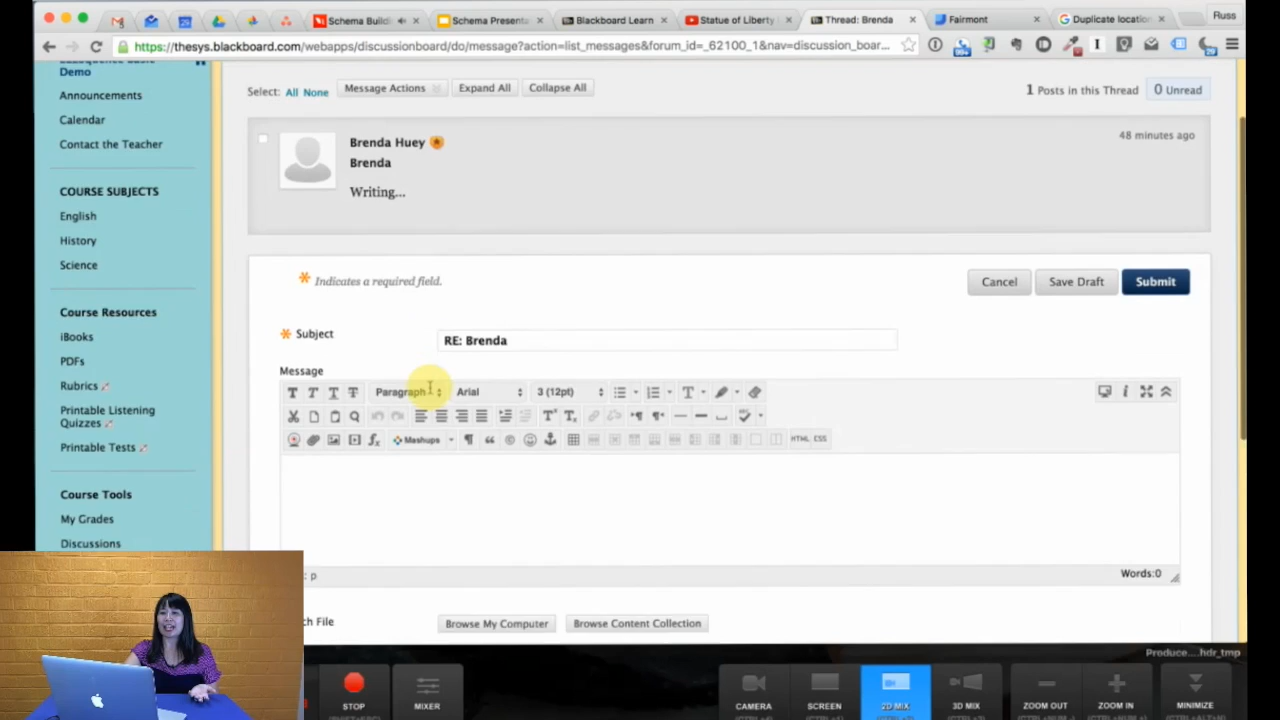 Schema Buildi
Schema Presenta
Blackboard Learn
Statue of Liberty
Thread: Brenda
Fairmont
Duplicate locatio
Russ
https://thesys.blackboard.com/webapps/discussionboard/do/message?action=list_messages&forum_id=_62100_1&nav=discussion_boar...
Demo
Announcements
Calendar
Contact the Teacher
COURSE SUBJECTS
English
History
Science
Course Resources
iBooks
PDFs
Rubrics
Printable Listening
Quizzes
Printable Tests
Course Tools
My Grades
Discussions
Select: All None Message Actions Expand All Collapse All
1 Posts in this Thread 0 Unread
Brenda Huey
48 minutes ago
Brenda
Writing...
* Indicates a required field.
Cancel Save Draft Submit
* Subject
RE: Brenda
Message
T T T T Paragraph Arial 3 (12pt)
Mashups HTML CSS
: p
Words:0
ch File
Browse My Computer Browse Content Collection
Produce....hdr_tmp
STOP MIXER CAMERA SCREEN 2D MIX 3D MIX ZOOM OUT ZOOM IN MINIMIZE